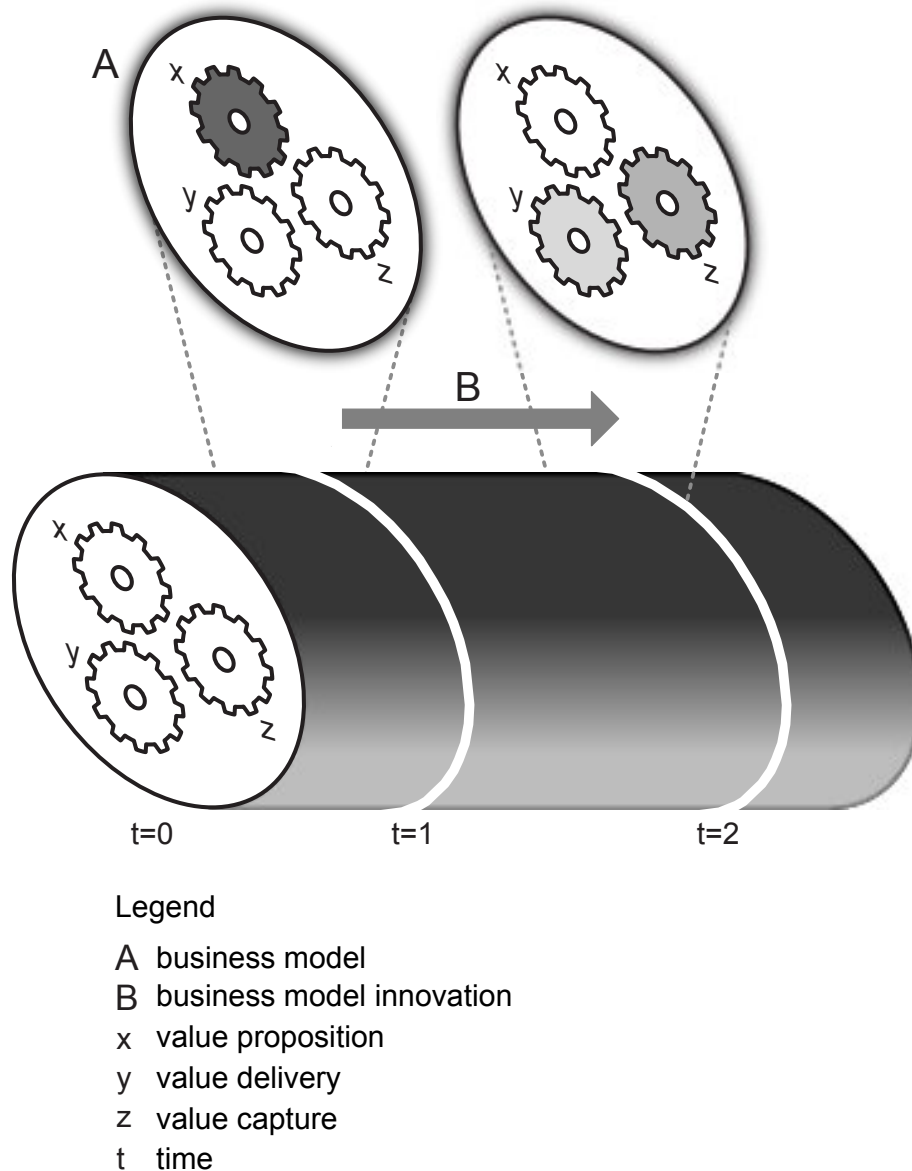 A
x
y
z
x
y
z
B
x
y
z
t=0
t=1
t=2
Legend
A business model
B business model innovation
x value proposition
y value delivery
z value capture
t time